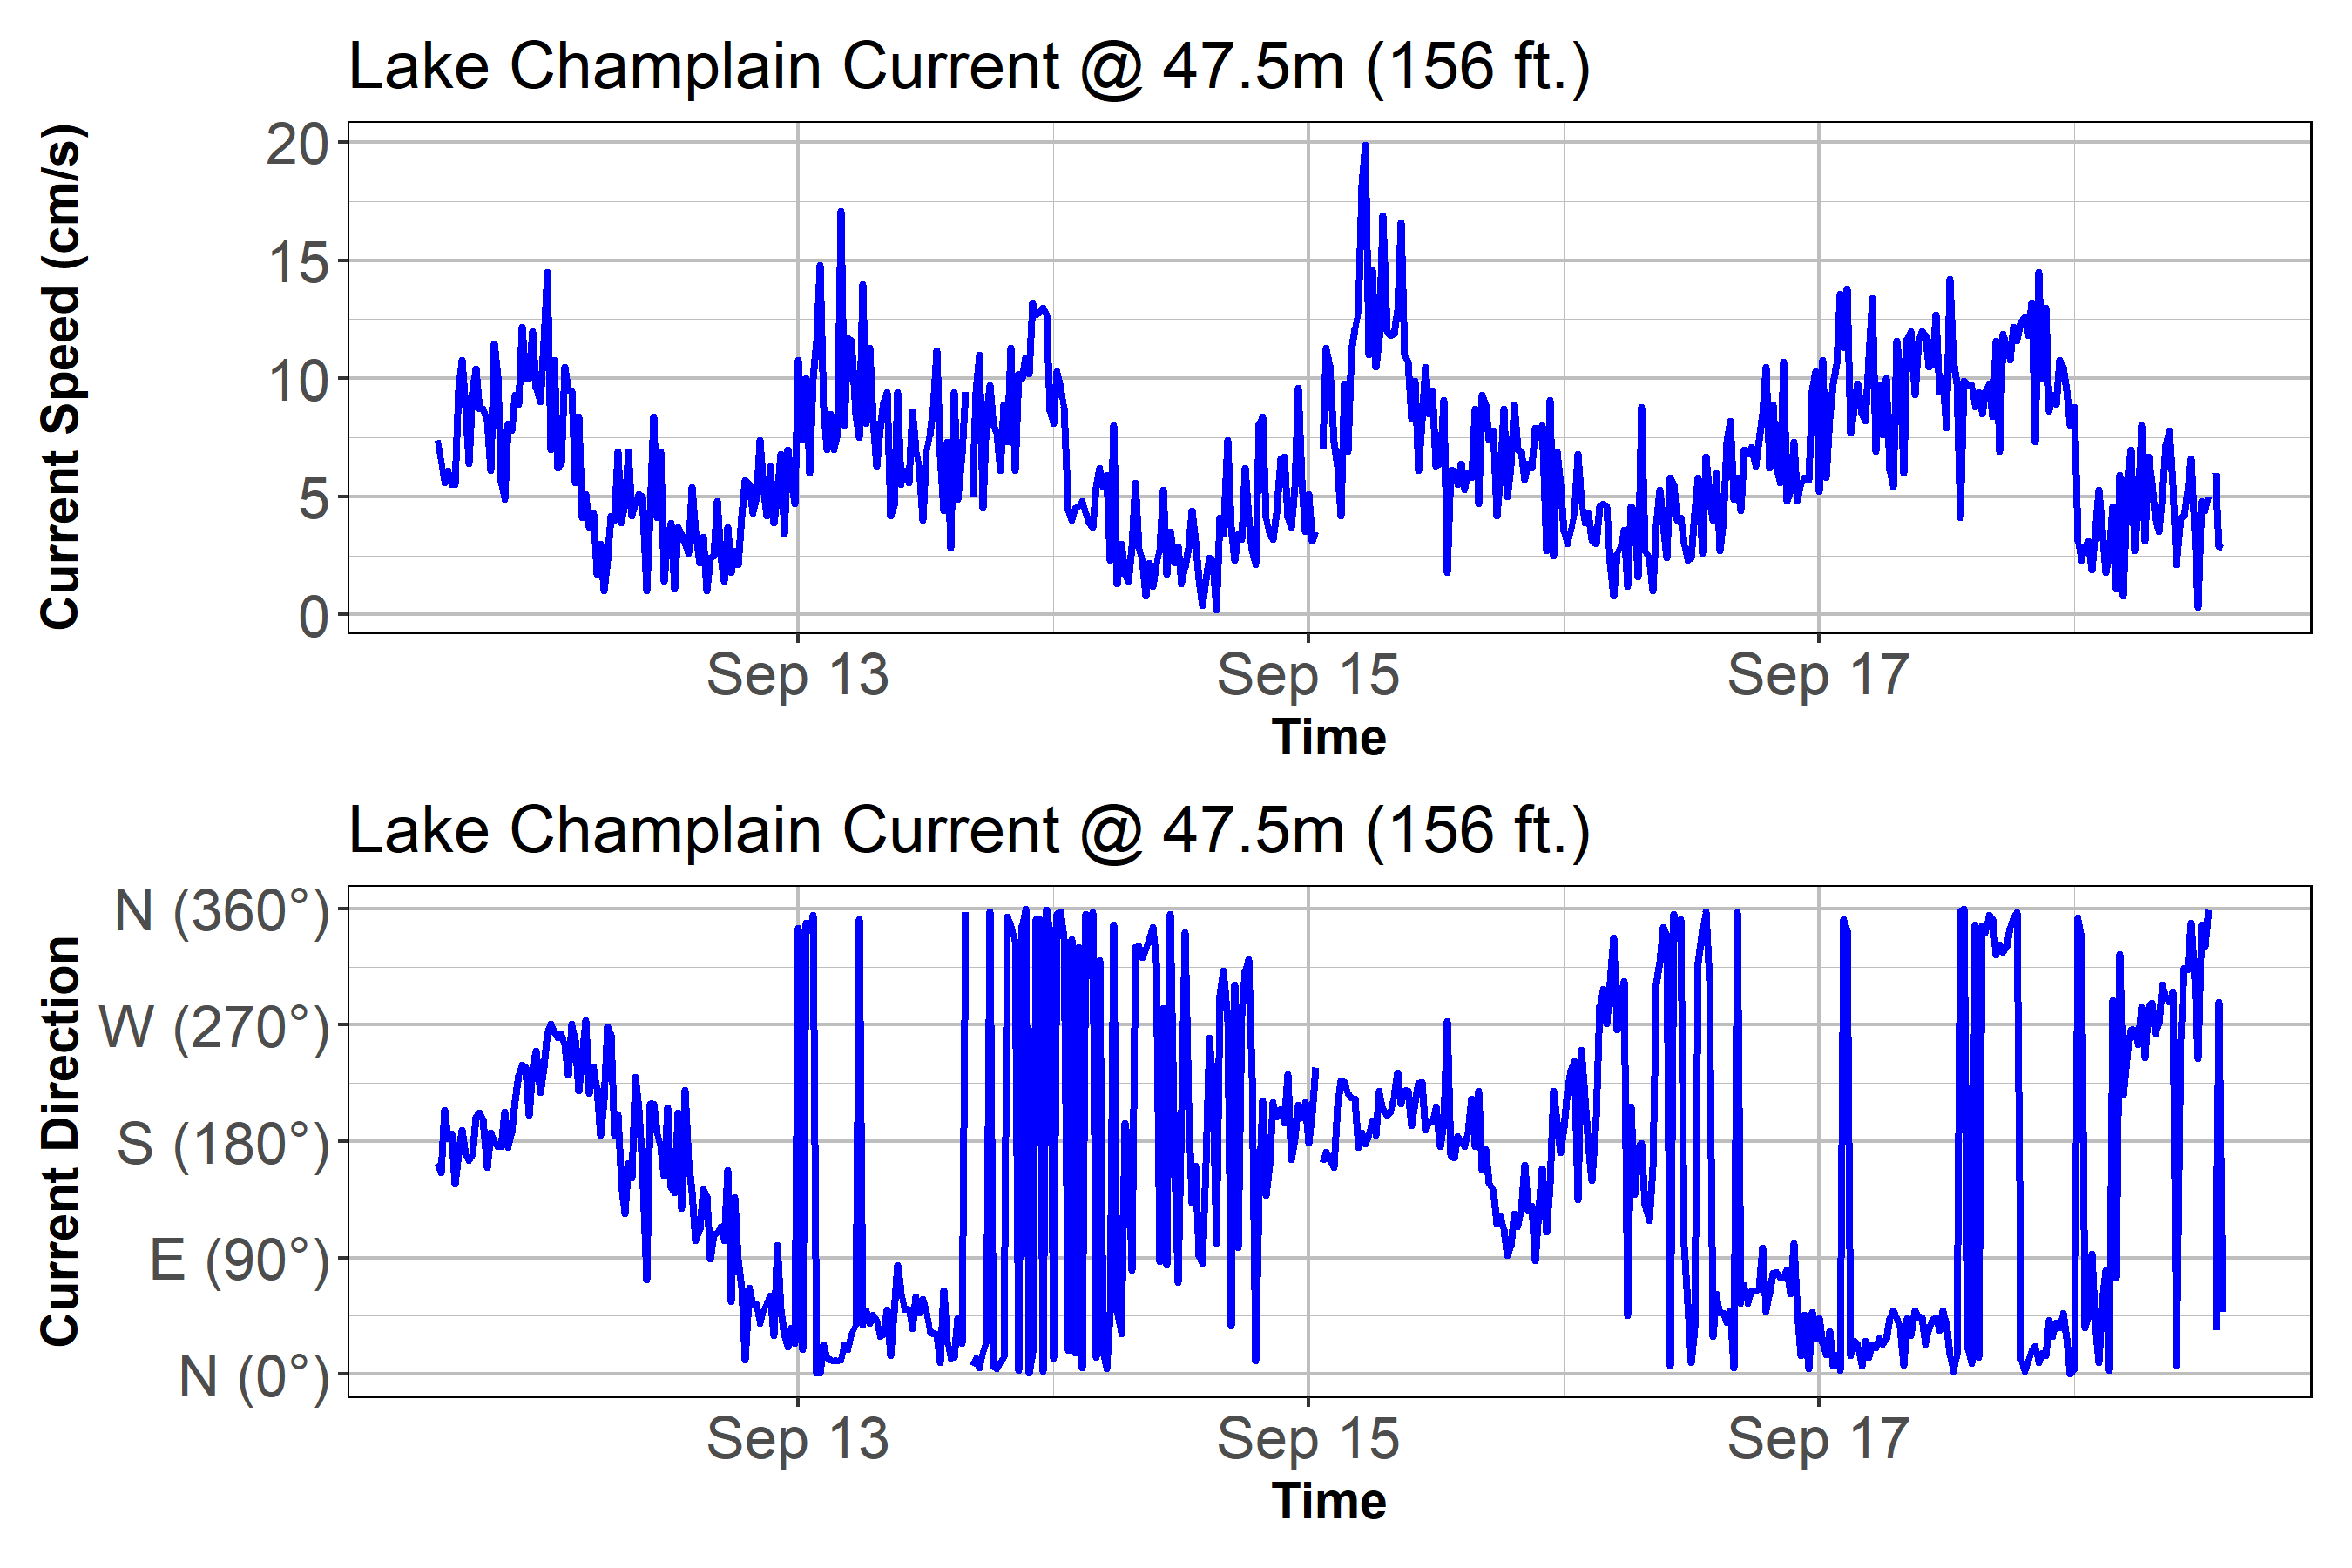 Lake Champlain Current @ 47.5m (156 ft.)
Current Speed (cm/s)
20
15
10
5
0
Sep 13 Sep 15 Sep 17
Time
Lake Champlain Current @ 47.5m (156 ft.)
Current Direction
N (360°)
W (270°)
S (180°)
E (90°)
N (0°)
Sep 13 Sep 15 Sep 17
Time